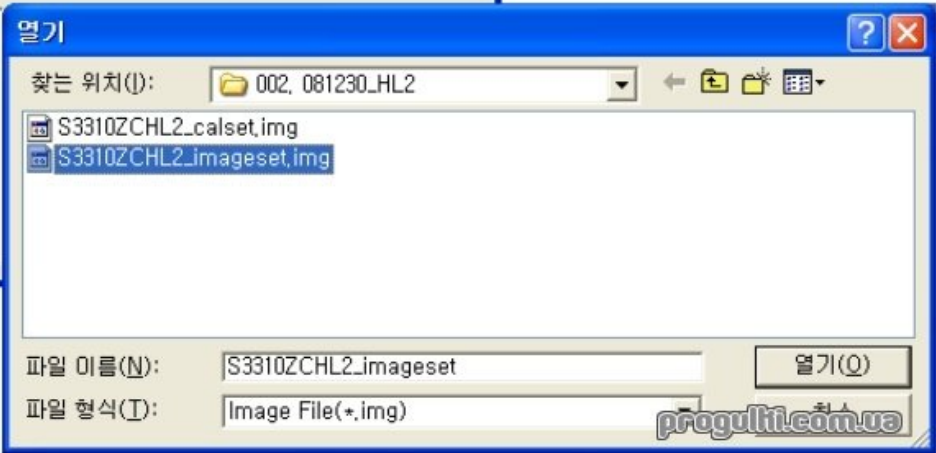 열기
찾는 위치(I):
002. 081230_HL2
S3310ZCHL2_calset.img
S3310ZCHL2_imageset.img
파일 이름(N):
S3310ZCHL2_imageset
열기(O)
파일 형식(T):
Image File(*.img)
progulki.com.ua